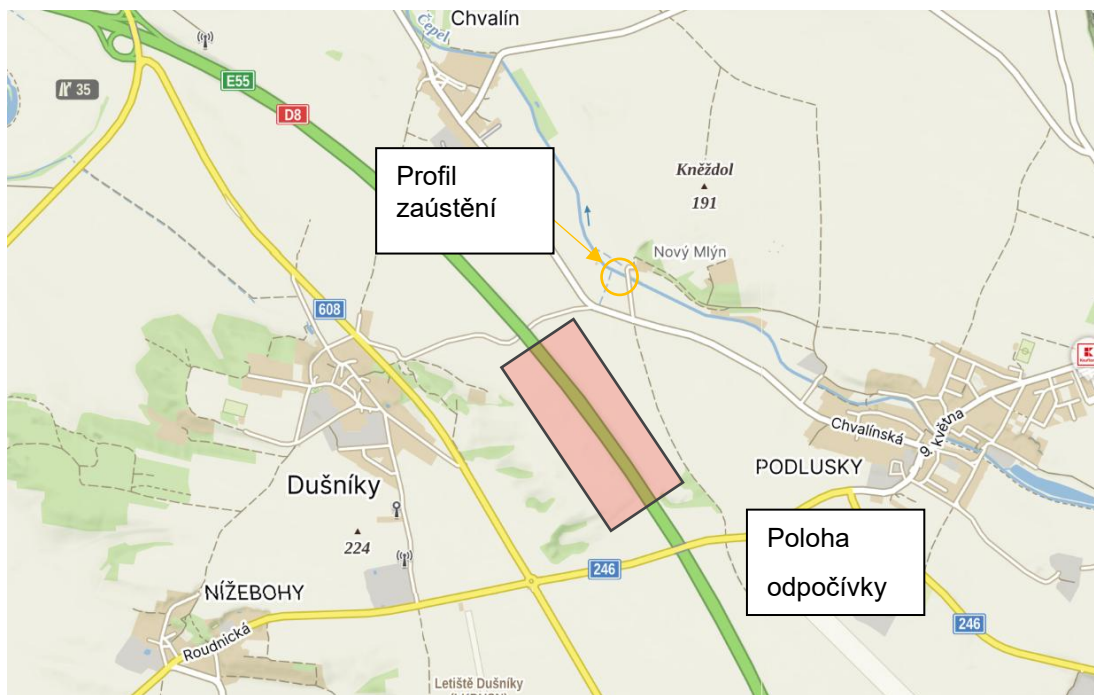 Chvalín
Čepel
E55
35
D8
Profil
zaústění
Kněždol
191
Nový Mlýn
608
Dušníky
224
NÍŽEBOHY
Roudnická
246
Chvalínská
9. května
PODLUSKY
Poloha
odpočívky
246
Letiště Dušníky